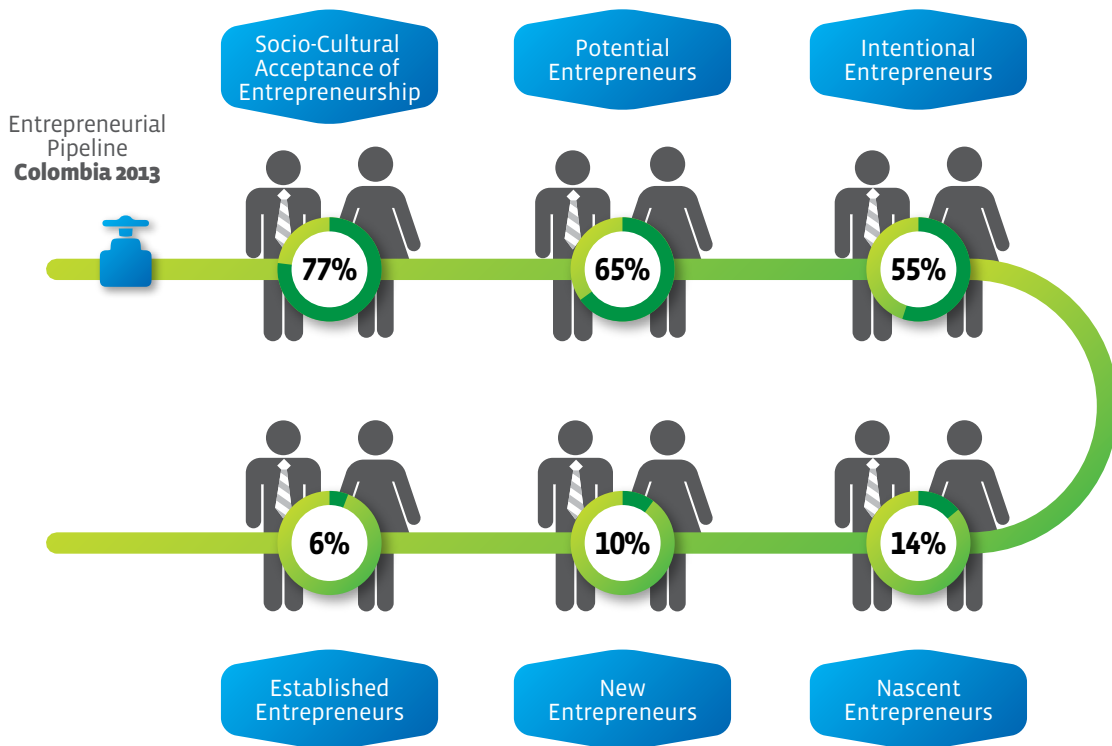 Socio-Cultural
Acceptance of
Entrepreneurship
Potential
Entrepreneurs
Intentional
Entrepreneurs
Entrepreneurial
Pipeline
Colombia 2013
77%
65%
55%
6%
10%
14%
Established
Entrepreneurs
New
Entrepreneurs
Nascent
Entrepreneurs